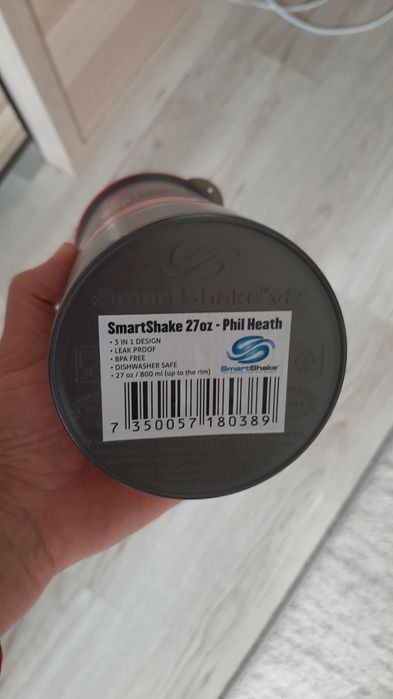 SmartShake™ v2
SmartShake 27oz - Phil Heath
• 3 IN 1 DESIGN
• LEAK PROOF
• BPA FREE
• DISHWASHER SAFE
• 27 oz / 800 ml (up to the rim)
SmartShake
7 350057 180389